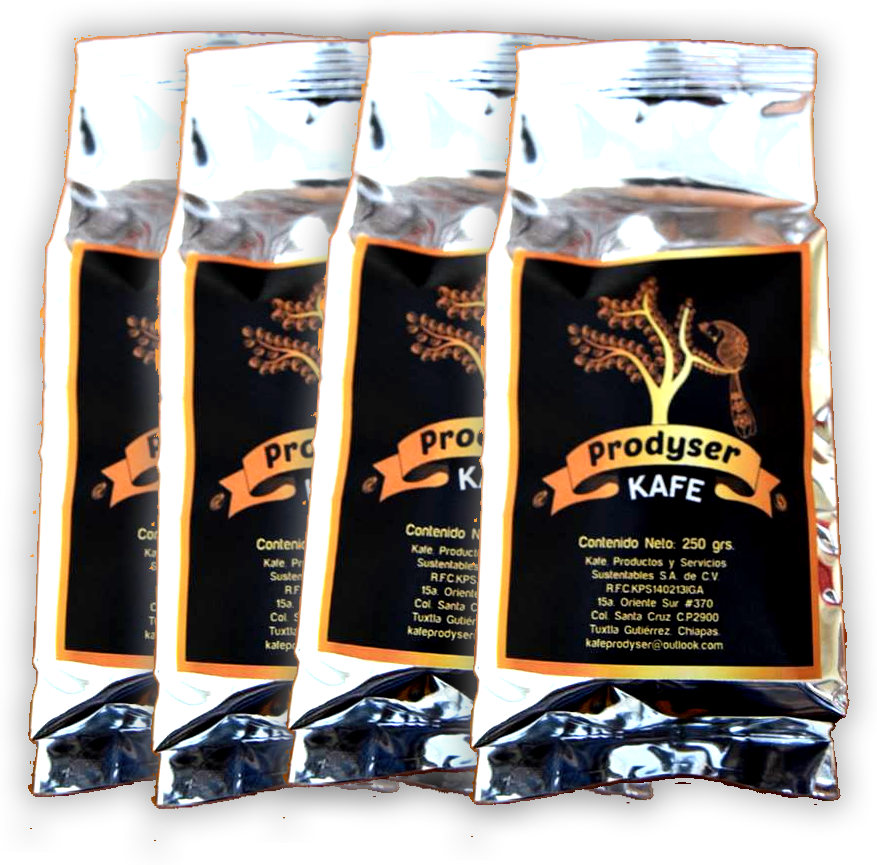 Prodyser
KAFE
Contenido Neto: 250 grs.
Kafe. Productos y Servicios
Sustentables S.A. de C.V
R.F.C.KPS140213IGA
15a. Oriente Sur #370
Col. Santa Cruz C.P.2900
Tuxtla Gutiérrez. Chiapas.
kafeprodyser@outlook.com